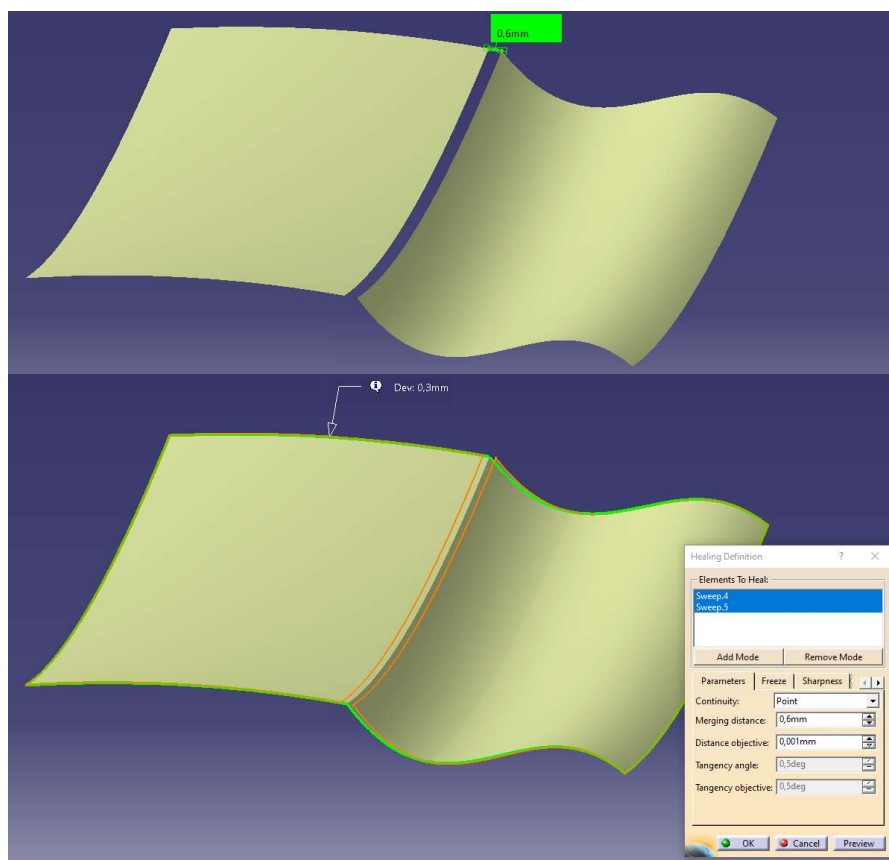 0,6mm
Dev: 0,3mm
Healing Definition ? ×
Elements To Heal:
Sweep.4
Sweep.5
Add Mode Remove Mode
Parameters Freeze Sharpness
Continuity: Point
Merging distance: 0,6mm
Distance objective: 0,001mm
Tangency angle: 0,5deg
Tangency objective: 0,5deg
OK Cancel Preview